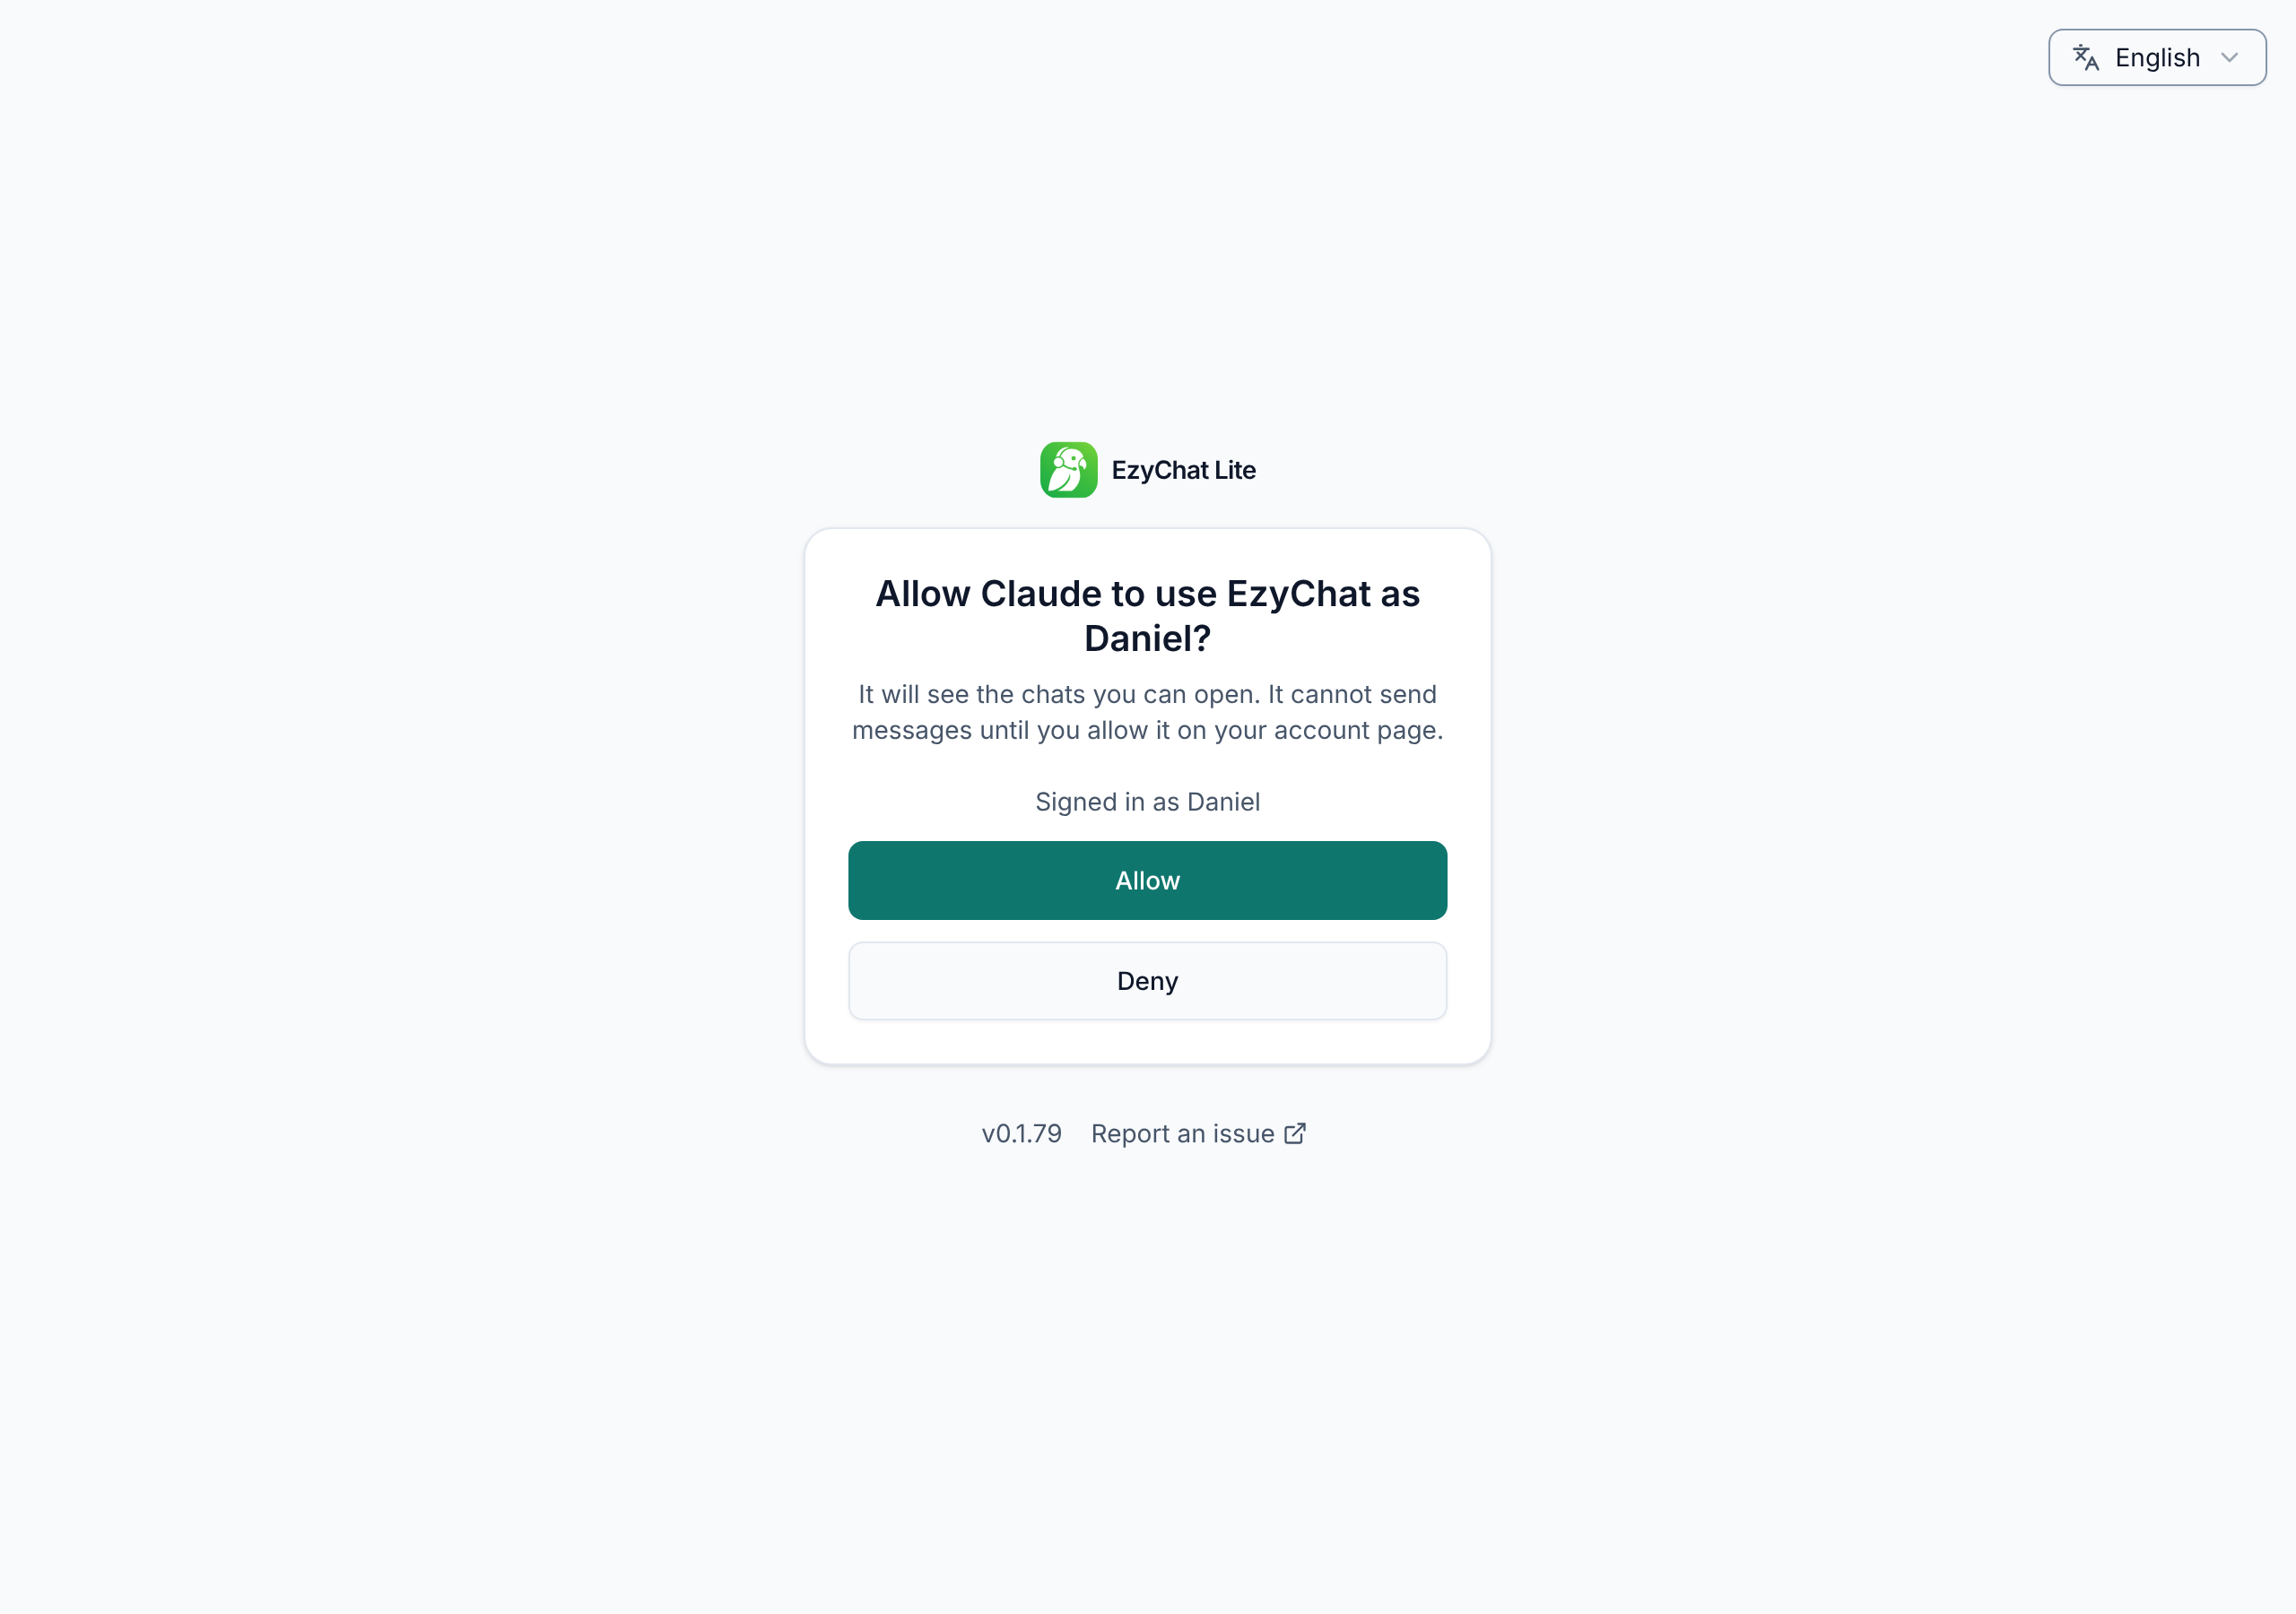 English
EzyChat Lite
Allow Claude to use EzyChat as
Daniel?
It will see the chats you can open. It cannot send
messages until you allow it on your account page.
Signed in as Daniel
Allow
Deny
v0.1.79 Report an issue